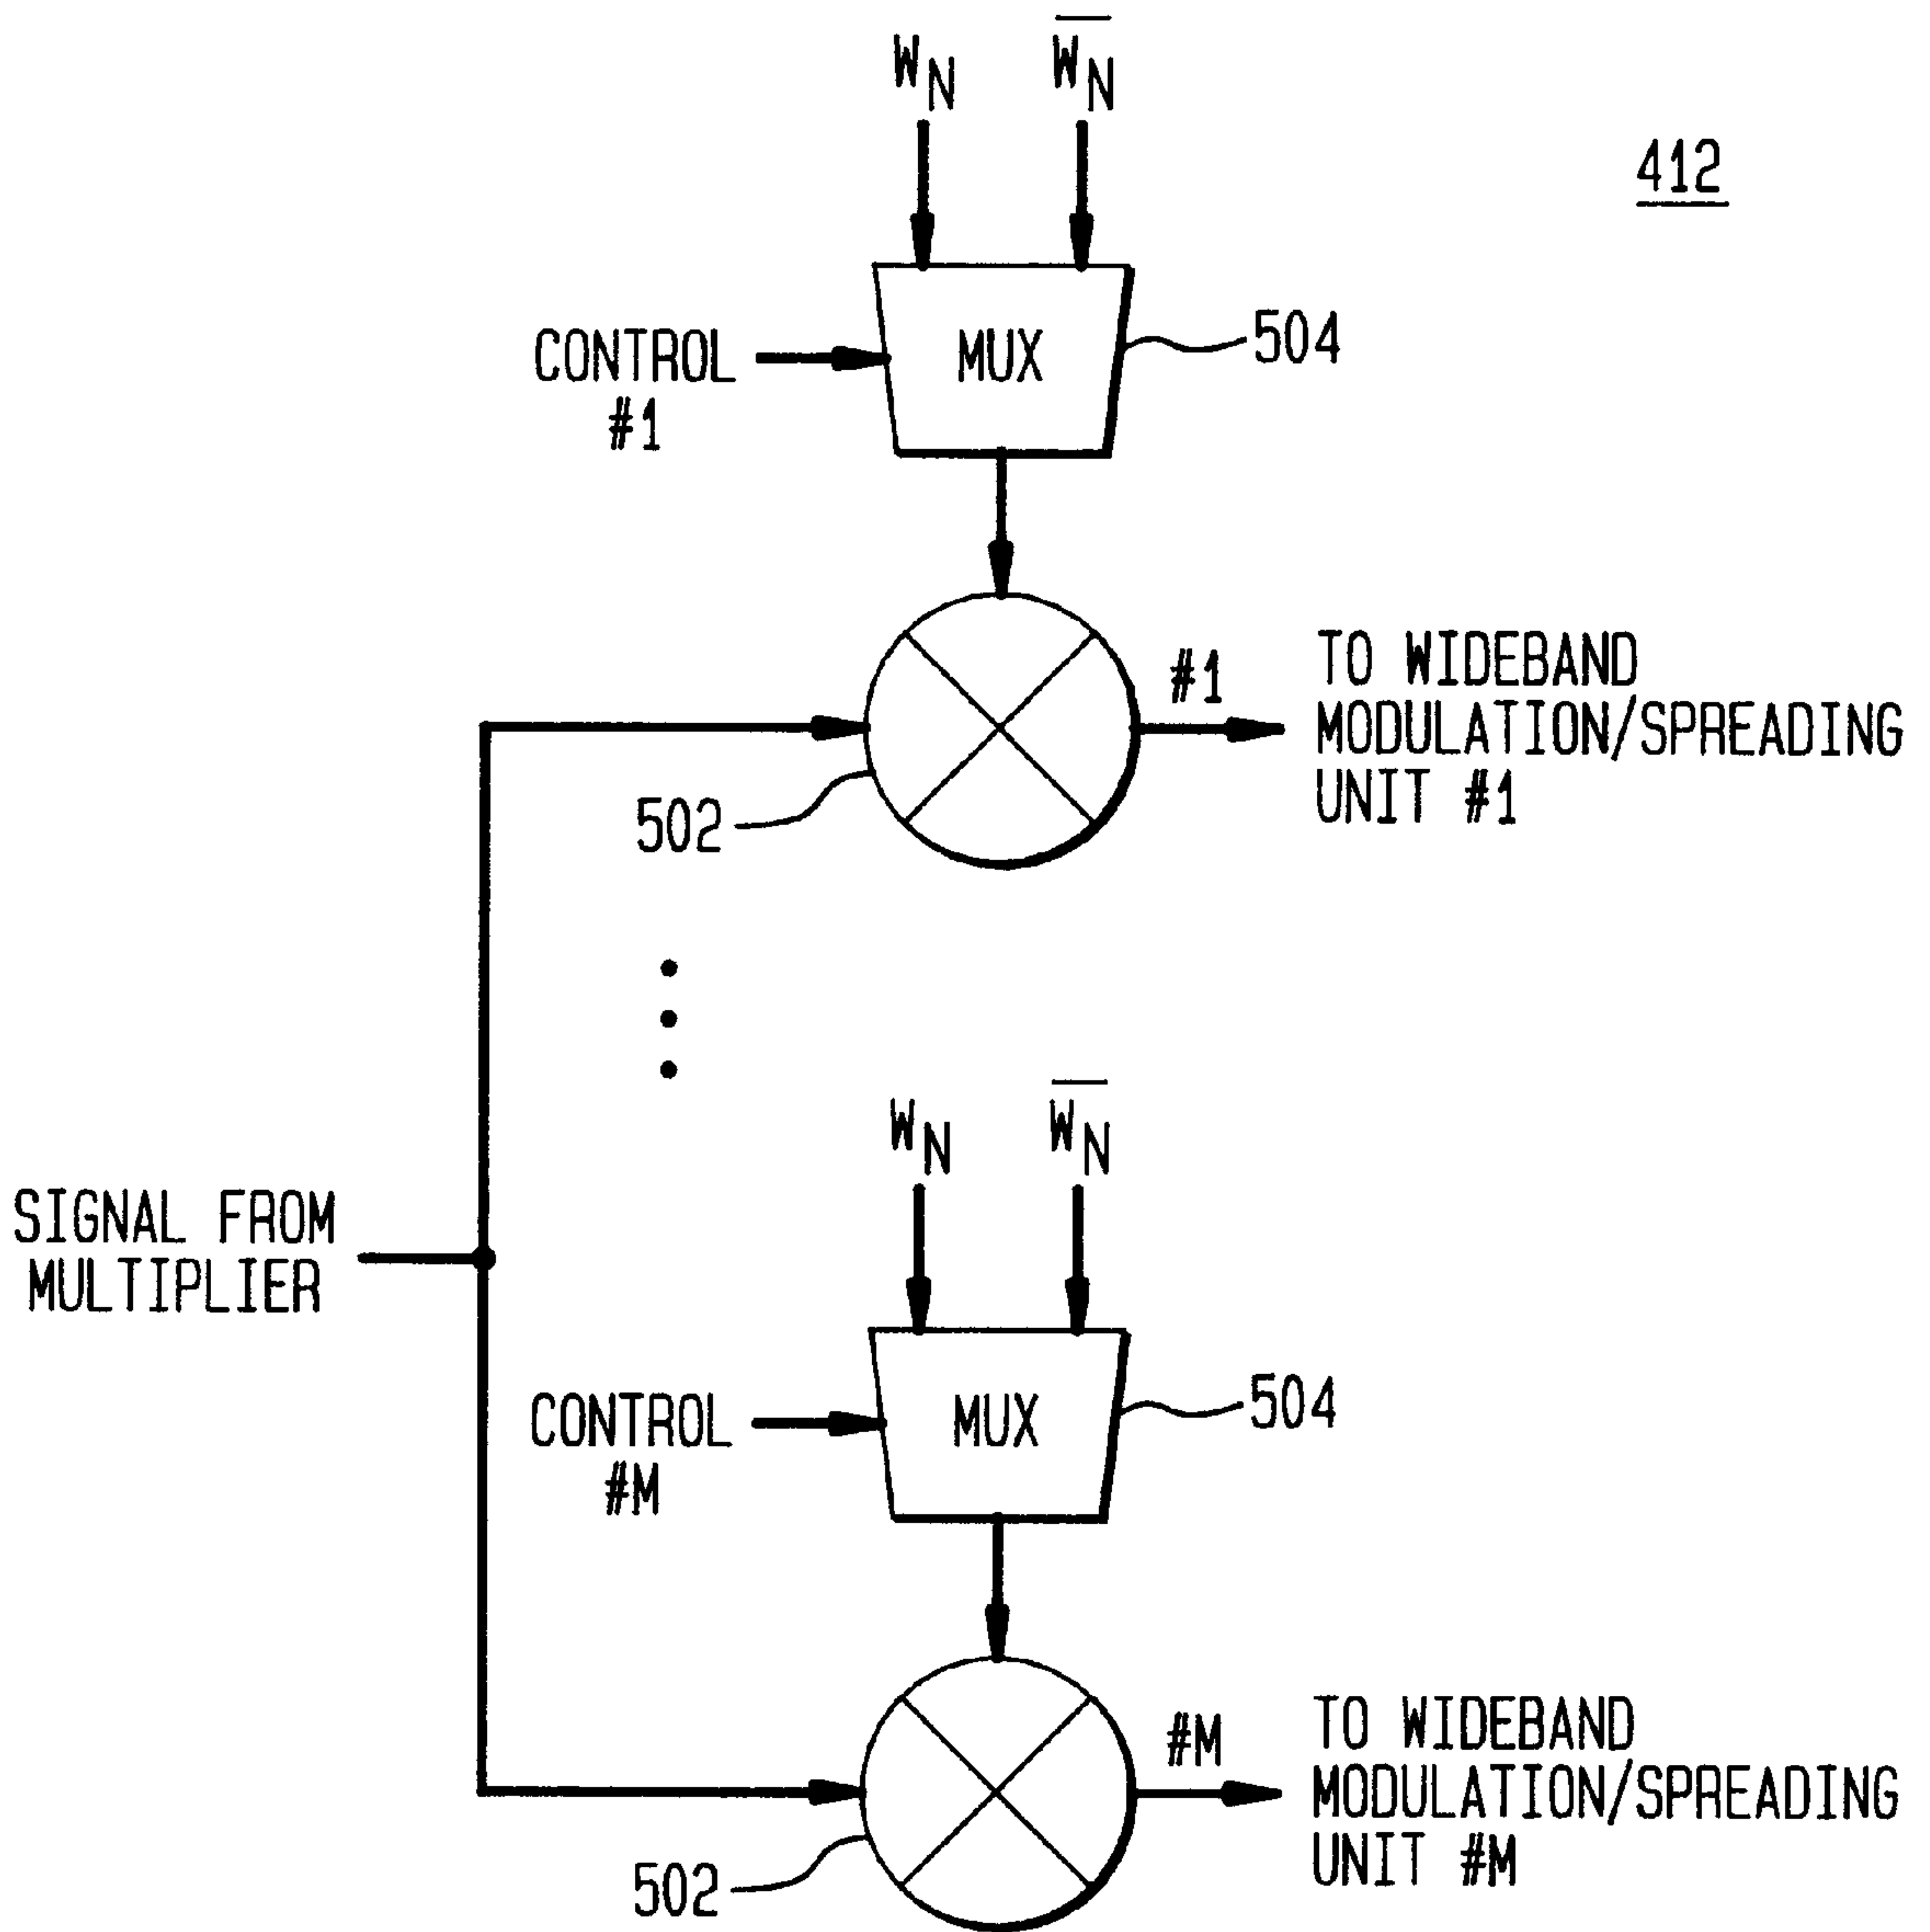 W_N  W̅_N
412
CONTROL
#1
MUX
504
#1
TO WIDEBAND
MODULATION/SPREADING
UNIT #1
502
W_N  W̅_N
SIGNAL FROM
MULTIPLIER
CONTROL
#M
MUX
504
#M
TO WIDEBAND
MODULATION/SPREADING
UNIT #M
502